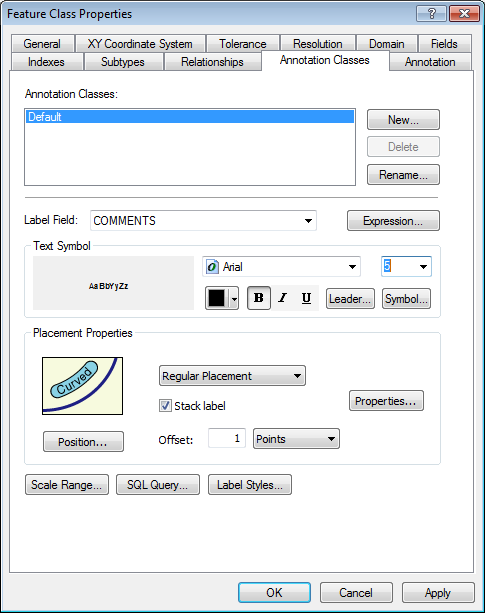 Feature Class Properties
General XY Coordinate System Tolerance Resolution Domain Fields
Indexes Subtypes Relationships Annotation Classes Annotation
Annotation Classes:
Default
New...
Delete
Rename...
Label Field: COMMENTS Expression...
Text Symbol
AaBbYyZz
Arial 5
B I U Leader... Symbol...
Placement Properties
Curved
Regular Placement
Stack label
Properties...
Position... Offset: 1 Points
Scale Range... SQL Query... Label Styles...
OK Cancel Apply